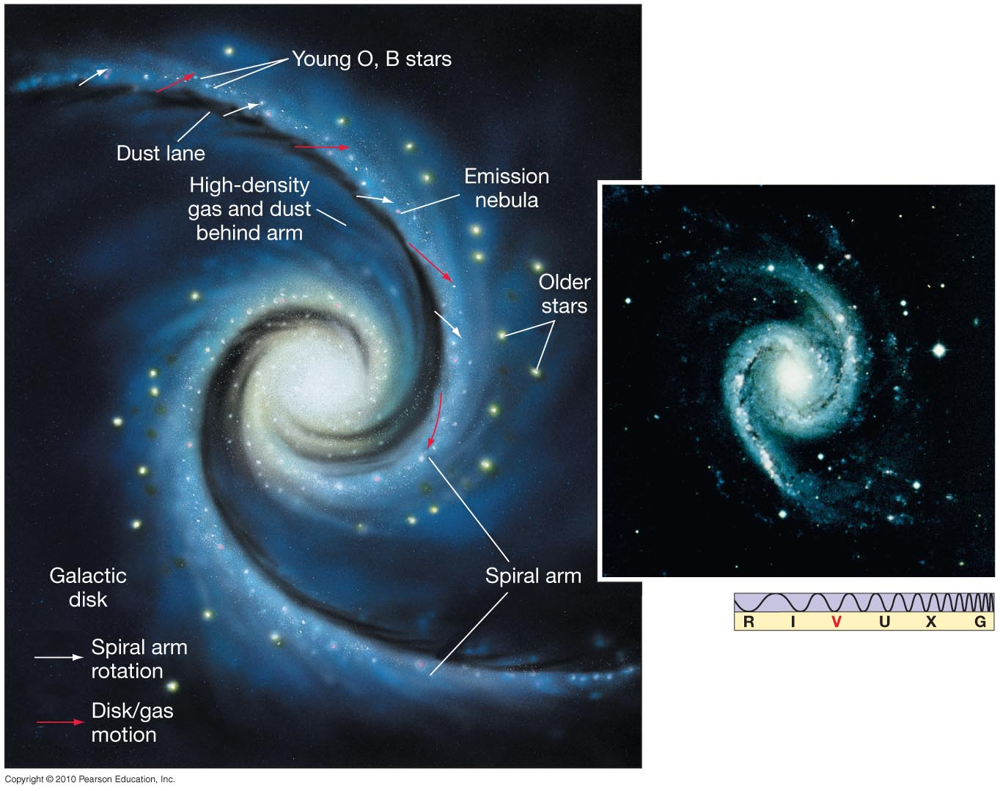 Young O, B stars
Dust lane
High-density
gas and dust
behind arm
Emission
nebula
Older
stars
Spiral arm
Galactic
disk
Spiral arm
rotation
Disk/gas
motion
R I V U X G
Copyright © 2010 Pearson Education, Inc.